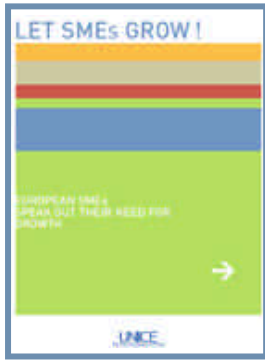 LET SMEs GROW !
EUROPEAN SMEs
SPEAK OUT THEIR NEED FOR
GROWTH
UNICE